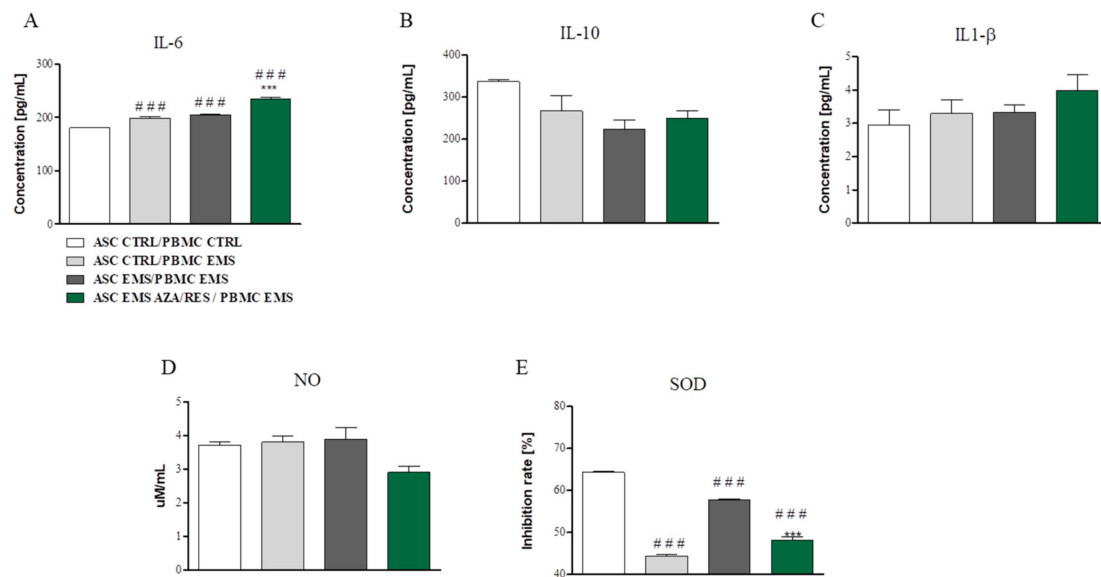 A
IL-6
Concentration [pg/mL]
300
200
100
0
# # #
# # #
# # #
***
ASC CTRL/PBMC CTRL
ASC CTRL/PBMC EMS
ASC EMS/PBMC EMS
ASC EMS AZA/RES / PBMC EMS
B
IL-10
Concentration [pg/mL]
400
300
200
100
0
C
IL1-β
Concentration [pg/mL]
5
4
3
2
1
0
D
NO
uM/mL
5
4
3
2
1
0
E
SOD
Inhibition rate [%]
80
70
60
50
40
# # #
# # #
# # #
***